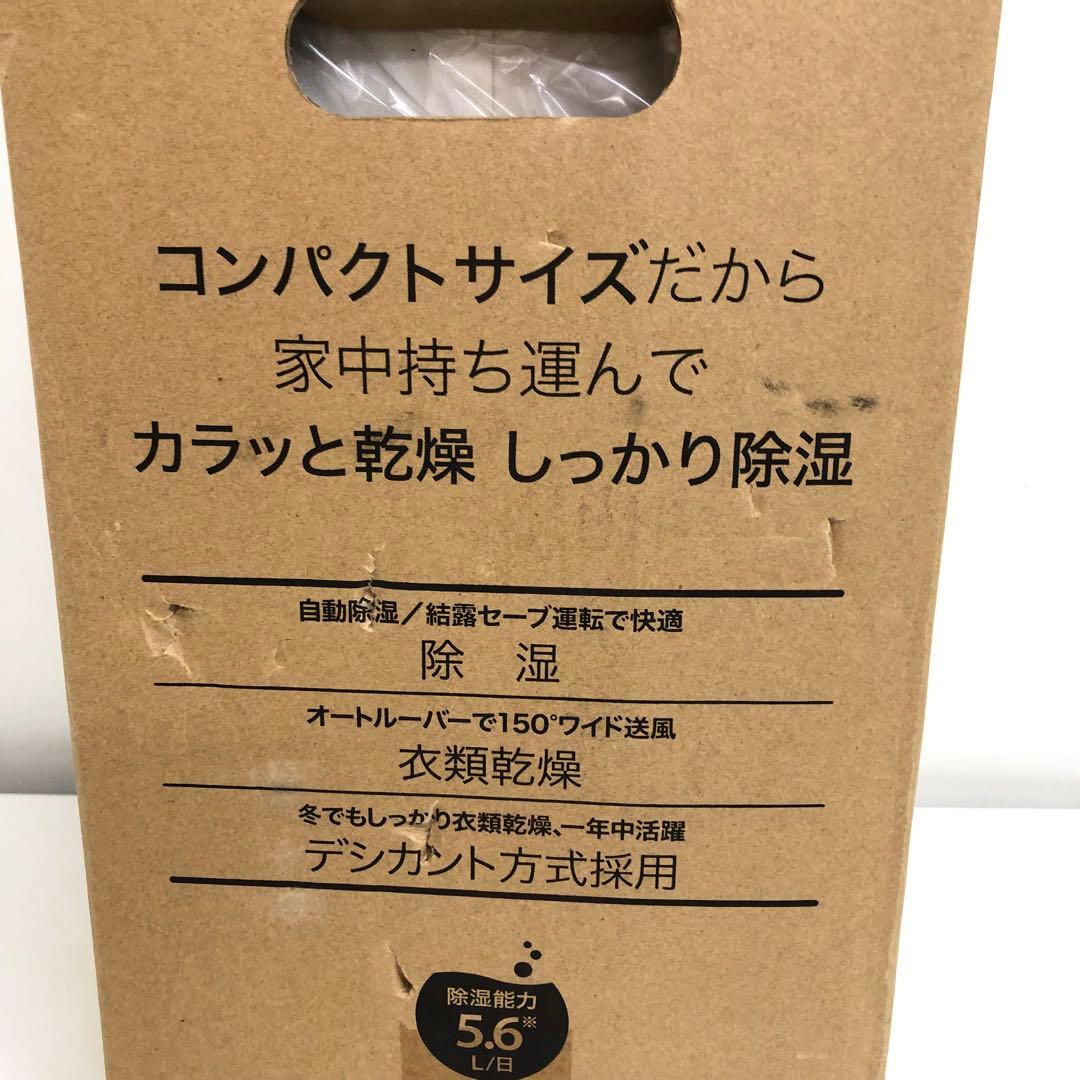 コンパクトサイズだから
家中持ち運んで
カラッと乾燥 しっかり除湿
自動除湿／結露セーブ運転で快適
除 湿
オートルーバーで150°ワイド送風
衣類乾燥
冬でもしっかり衣類乾燥、一年中活躍
デシカント方式採用
除湿能力
5.6※
L/日